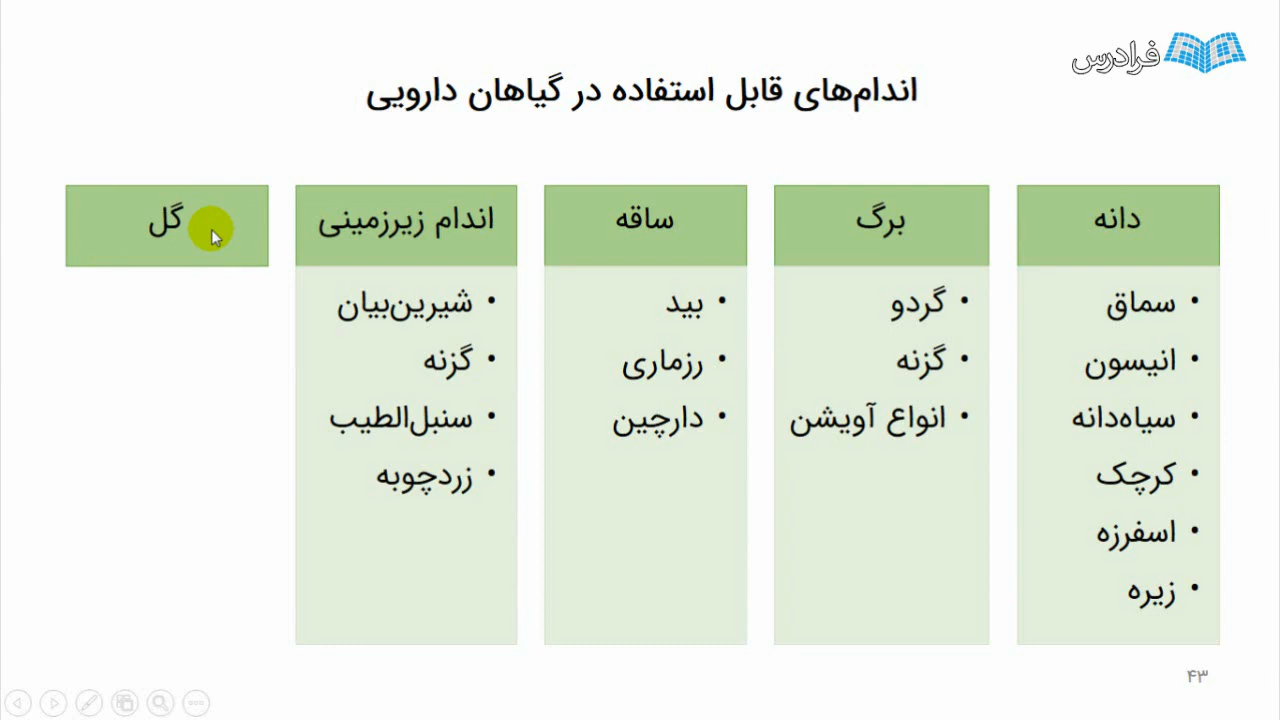 فرادرس
اندام‌های قابل استفاده در گیاهان دارویی
دانه
• سماق
• انیسون
• سیاه‌دانه
• کرچک
• اسفرزه
• زیره
برگ
• گردو
• گزنه
• انواع آویشن
ساقه
• بید
• رزماری
• دارچین
اندام زیرزمینی
• شیرین‌بیان
• گزنه
• سنبل‌الطیب
• زردچوبه
گل
۴۳